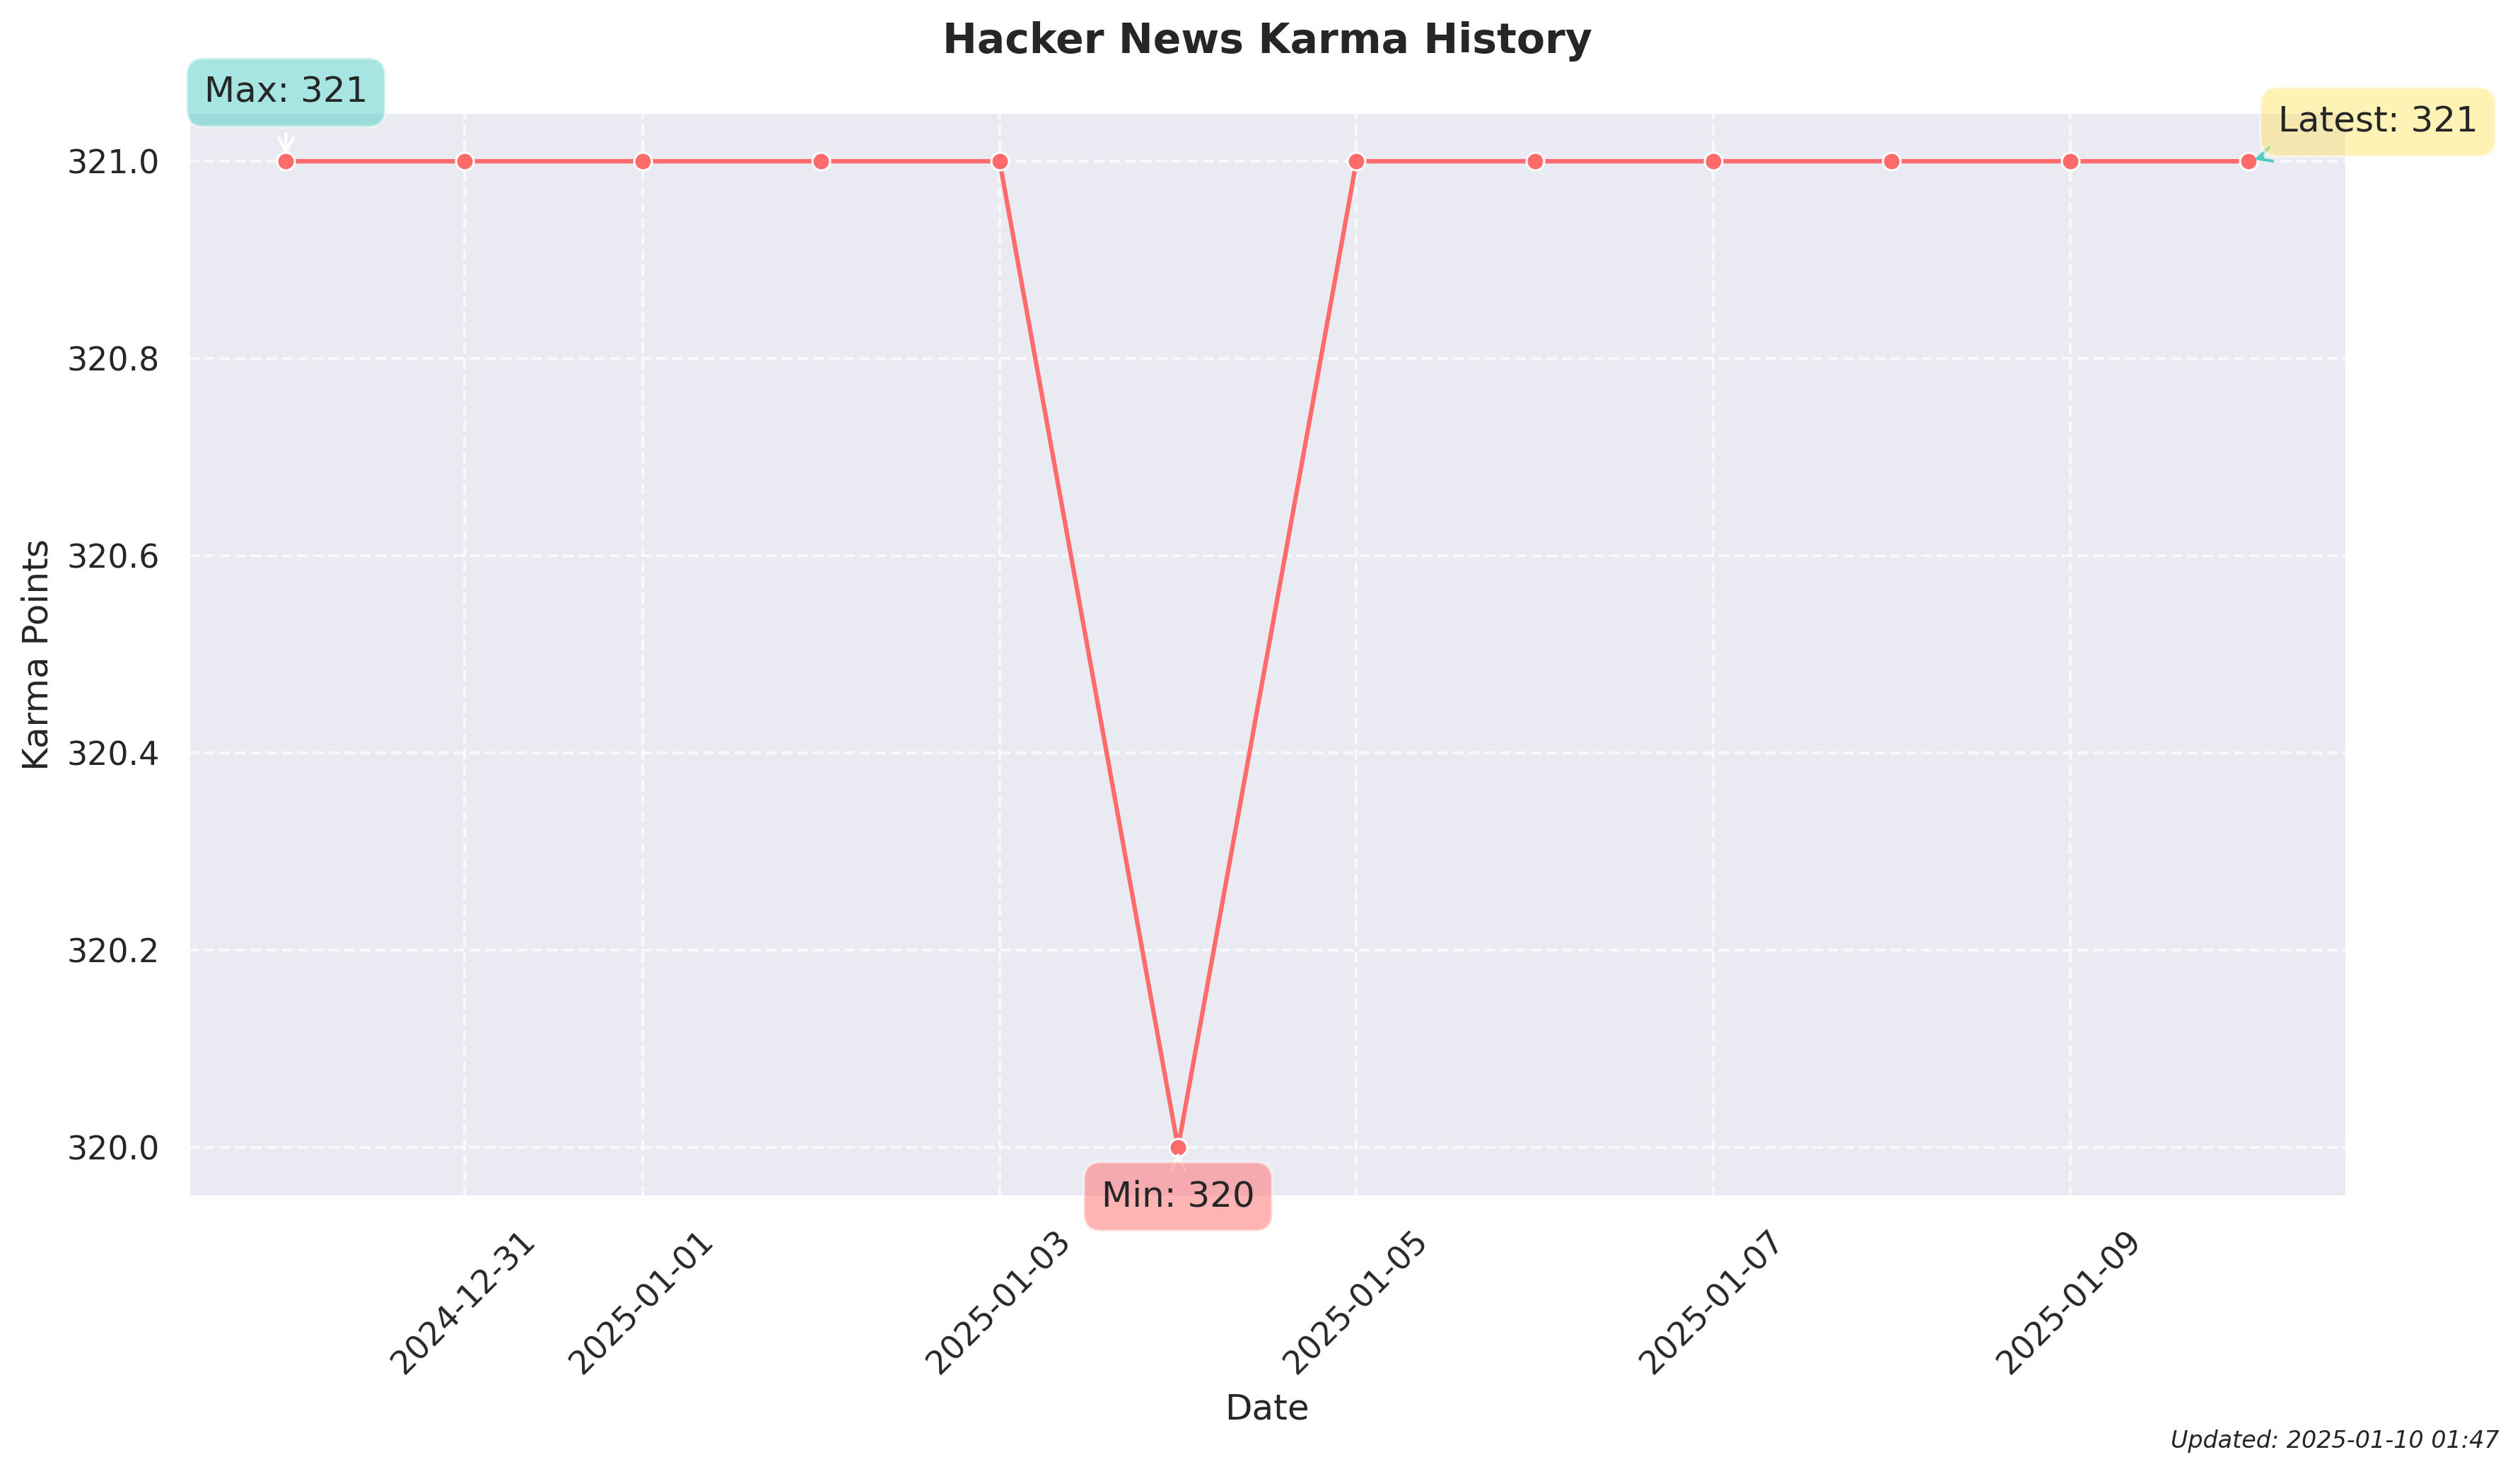 Hacker News Karma History
Max: 321
Latest: 321
321.0
320.8
320.6
320.4
320.2
320.0
Karma Points
Min: 320
2024-12-31
2025-01-01
2025-01-03
2025-01-05
2025-01-07
2025-01-09
Date
Updated: 2025-01-10 01:47